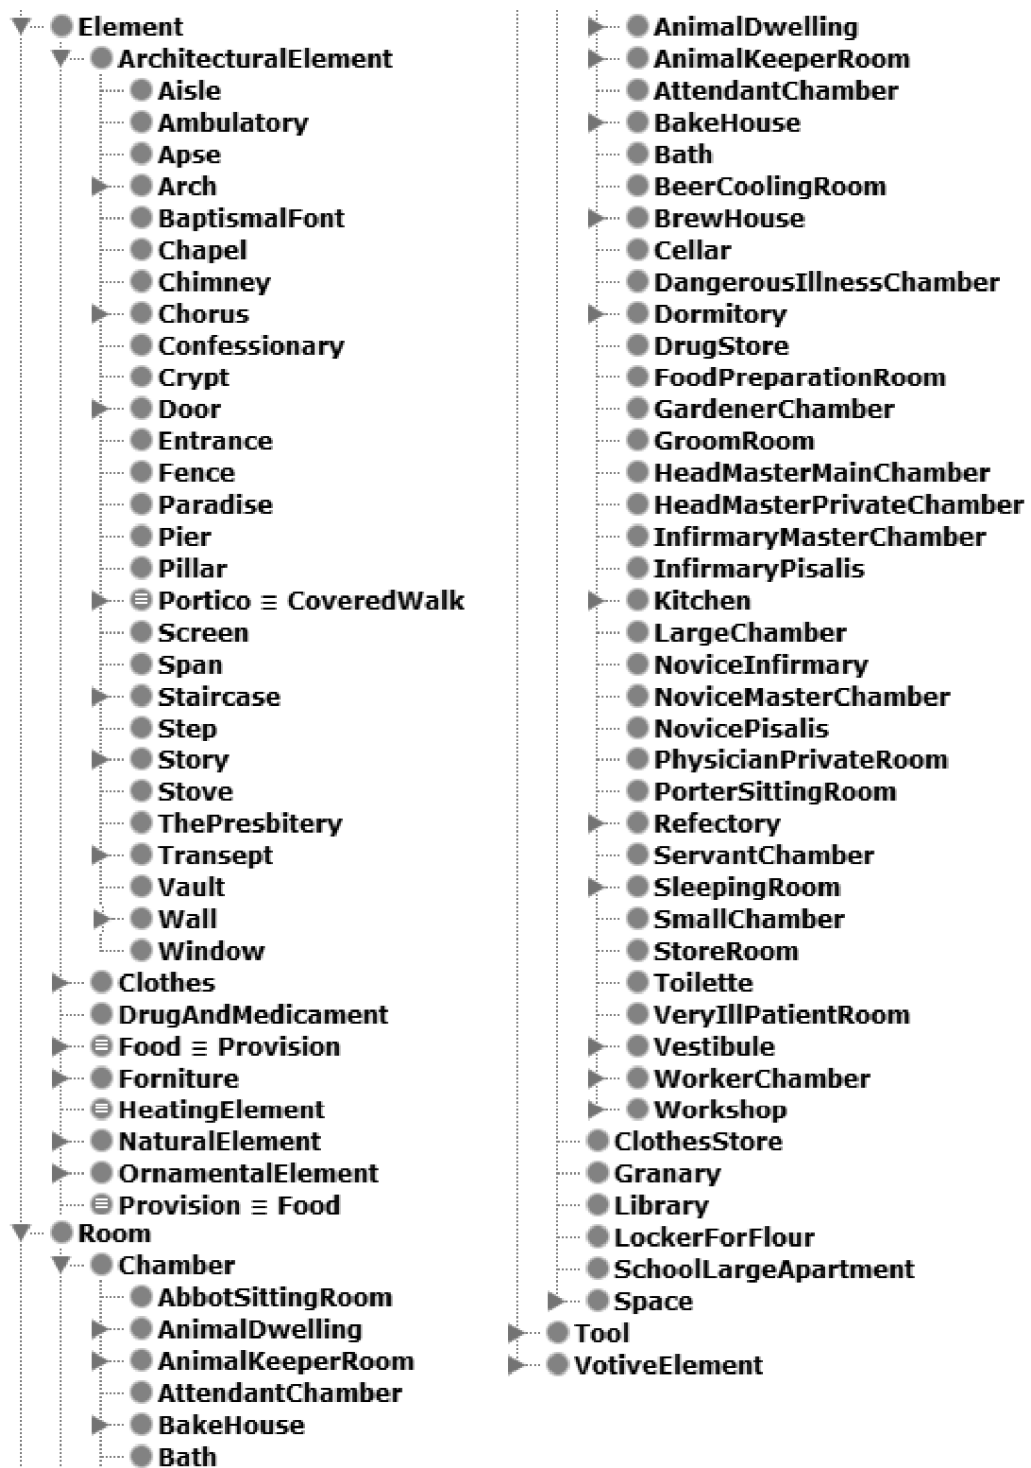 Element
ArchitecturalElement
Aisle
Ambulatory
Apse
Arch
BaptismalFont
Chapel
Chimney
Chorus
Confessionary
Crypt
Door
Entrance
Fence
Paradise
Pier
Pillar
Portico ≡ CoveredWalk
Screen
Span
Staircase
Step
Story
Stove
ThePresbitery
Transept
Vault
Wall
Window
Clothes
DrugAndMedicament
Food ≡ Provision
Forniture
HeatingElement
NaturalElement
OrnamentalElement
Provision ≡ Food
Room
Chamber
AbbotSittingRoom
AnimalDwelling
AnimalKeeperRoom
AttendantChamber
BakeHouse
Bath
AnimalDwelling
AnimalKeeperRoom
AttendantChamber
BakeHouse
Bath
BeerCoolingRoom
BrewHouse
Cellar
DangerousIllnessChamber
Dormitory
DrugStore
FoodPreparationRoom
GardenerChamber
GroomRoom
HeadMasterMainChamber
HeadMasterPrivateChamber
InfirmaryMasterChamber
InfirmaryPisalis
Kitchen
LargeChamber
NoviceInfirmary
NoviceMasterChamber
NovicePisalis
PhysicianPrivateRoom
PorterSittingRoom
Refectory
ServantChamber
SleepingRoom
SmallChamber
StoreRoom
Toilette
VeryIllPatientRoom
Vestibule
WorkerChamber
Workshop
ClothesStore
Granary
Library
LockerForFlour
SchoolLargeApartment
Space
Tool
VotiveElement